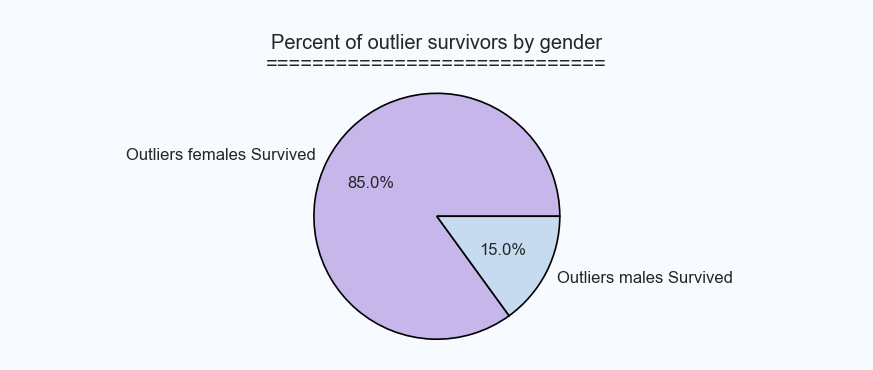 Percent of outlier survivors by gender
=============================
Outliers females Survived
85.0%
15.0%
Outliers males Survived